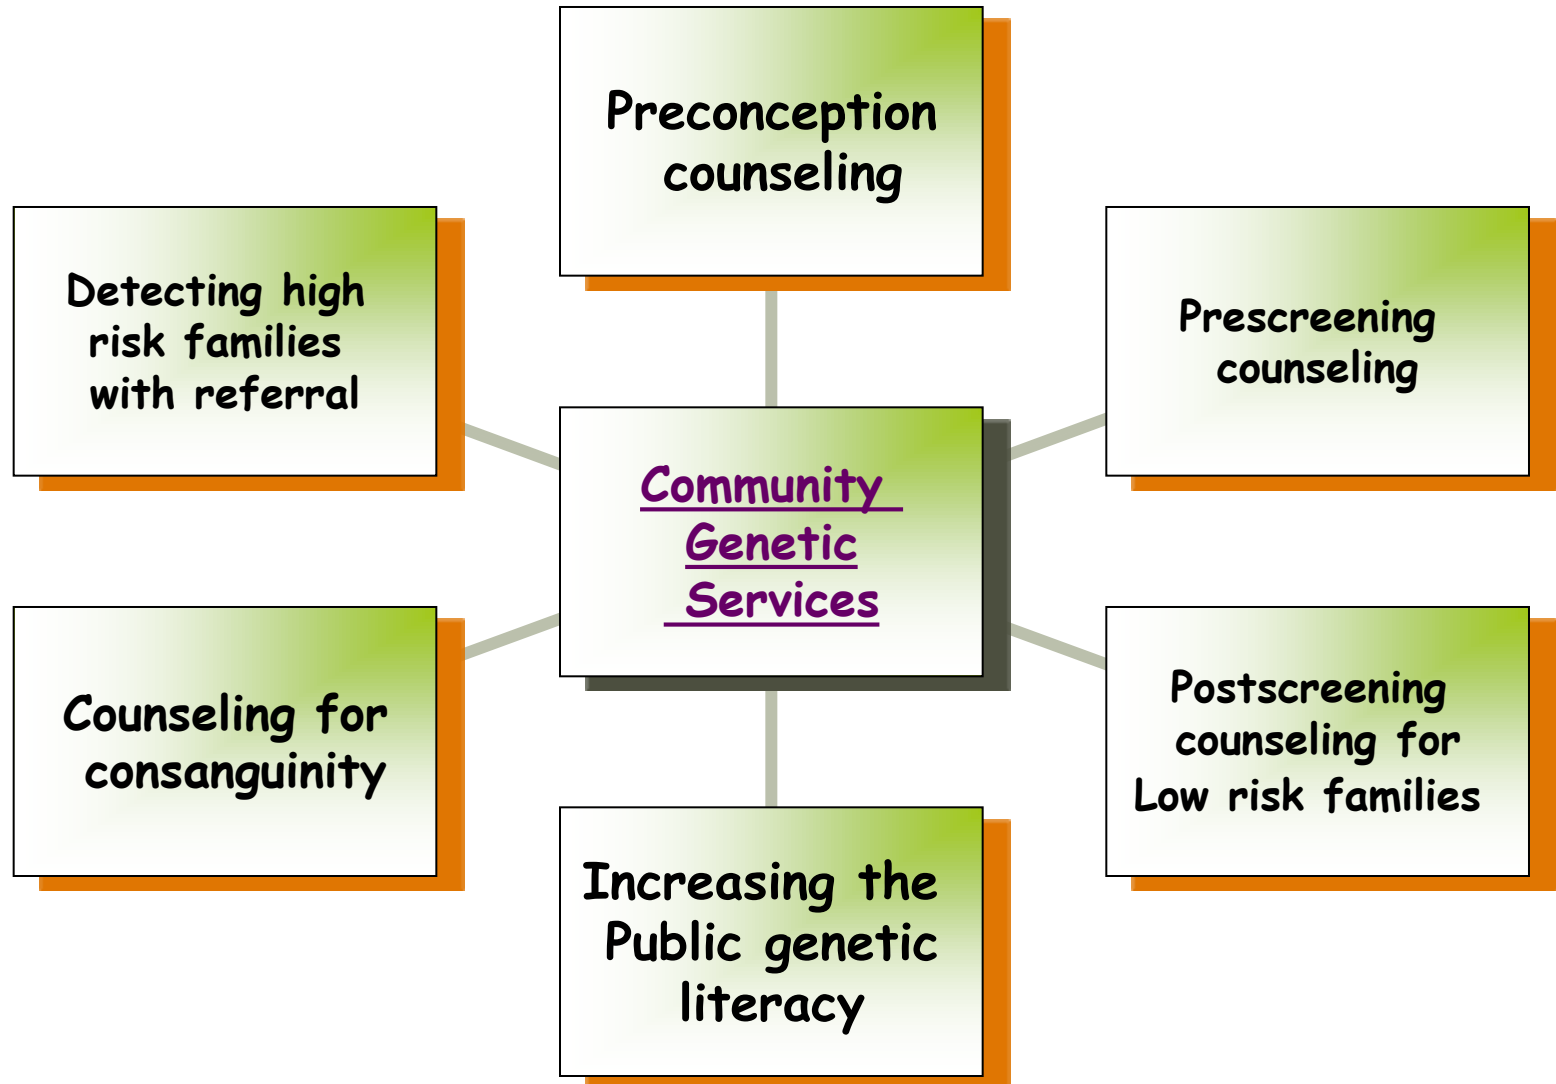 Preconception
counseling
Detecting high
risk families
with referral
Prescreening
counseling
Community
Genetic
Services
Counseling for
consanguinity
Postscreening
counseling for
Low risk families
Increasing the
Public genetic
literacy